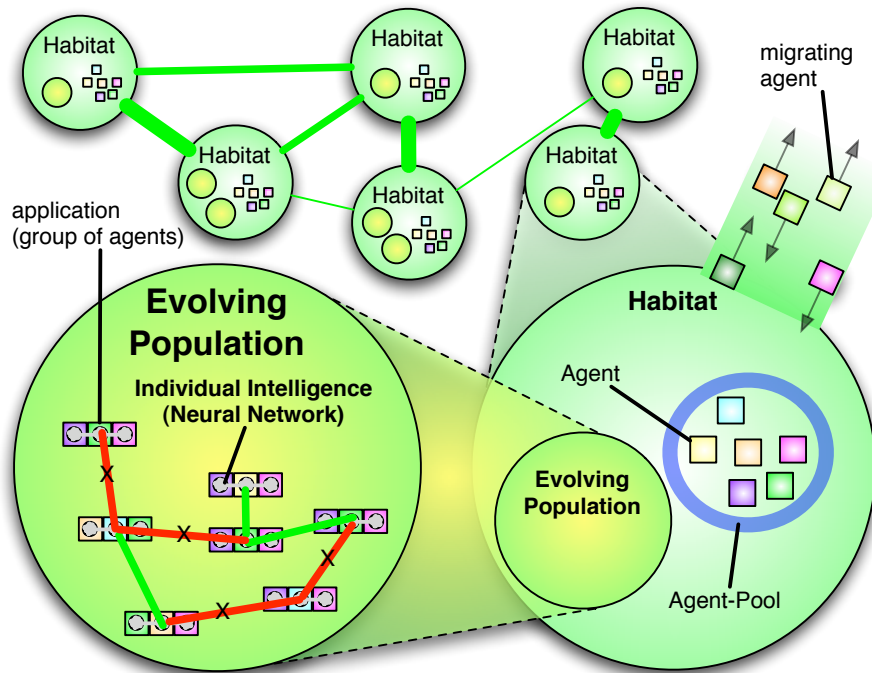 Habitat
Habitat
Habitat
migrating
agent
Habitat
Habitat
Habitat
application
(group of agents)
Evolving
Population
Habitat
Individual Intelligence
(Neural Network)
Agent
X
Evolving
Population
X
X
X
Agent-Pool